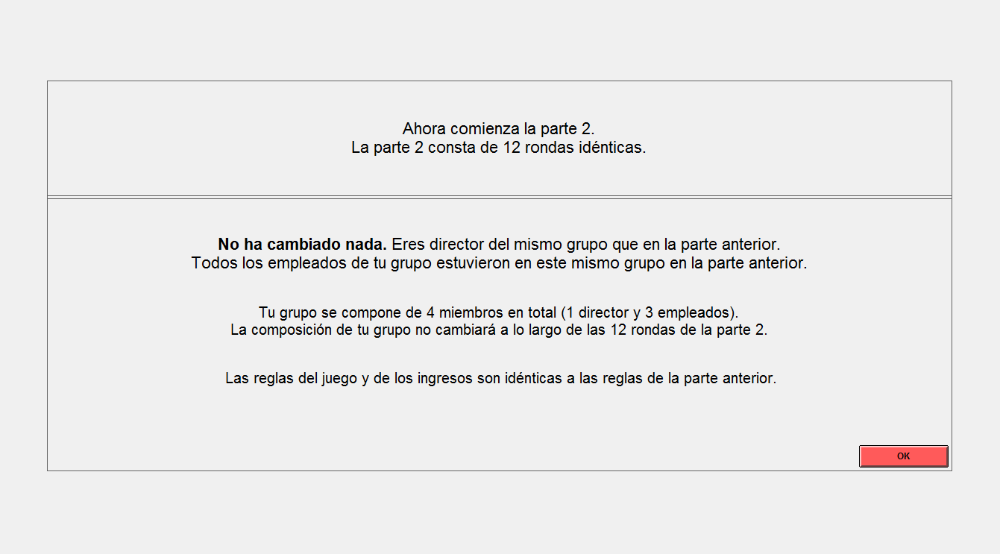 Ahora comienza la parte 2.
La parte 2 consta de 12 rondas idénticas.
No ha cambiado nada. Eres director del mismo grupo que en la parte anterior.
Todos los empleados de tu grupo estuvieron en este mismo grupo en la parte anterior.
Tu grupo se compone de 4 miembros en total (1 director y 3 empleados).
La composición de tu grupo no cambiará a lo largo de las 12 rondas de la parte 2.
Las reglas del juego y de los ingresos son idénticas a las reglas de la parte anterior.
OK